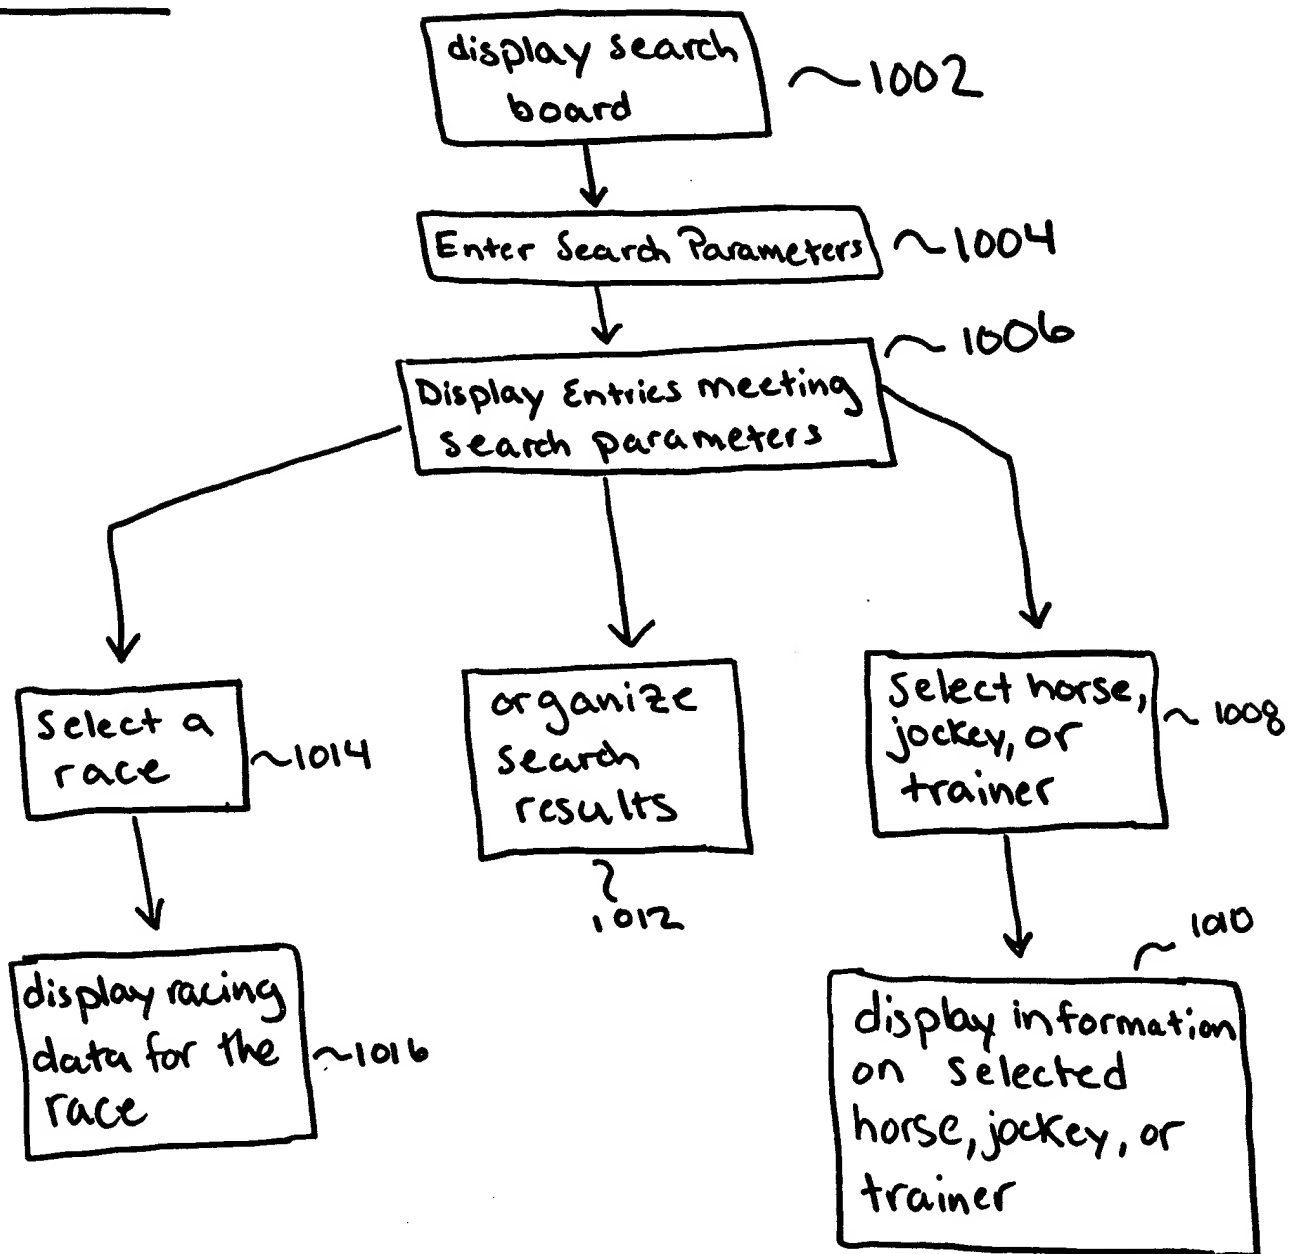 display search
board
~1002
Enter Search Parameters
~1004
Display Entries meeting
search parameters
~1006
Select a
race
~1014
organize
search
results
1012
Select horse,
jockey, or
trainer
~1008
display racing
data for the
race
~1016
display information
on selected
horse, jockey, or
trainer
1010